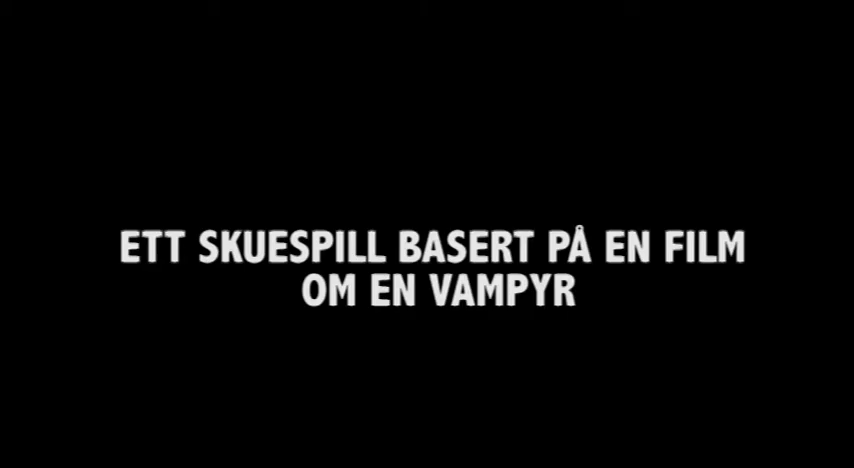 ETT SKUESPILL BASERT PÅ EN FILM
OM EN VAMPYR